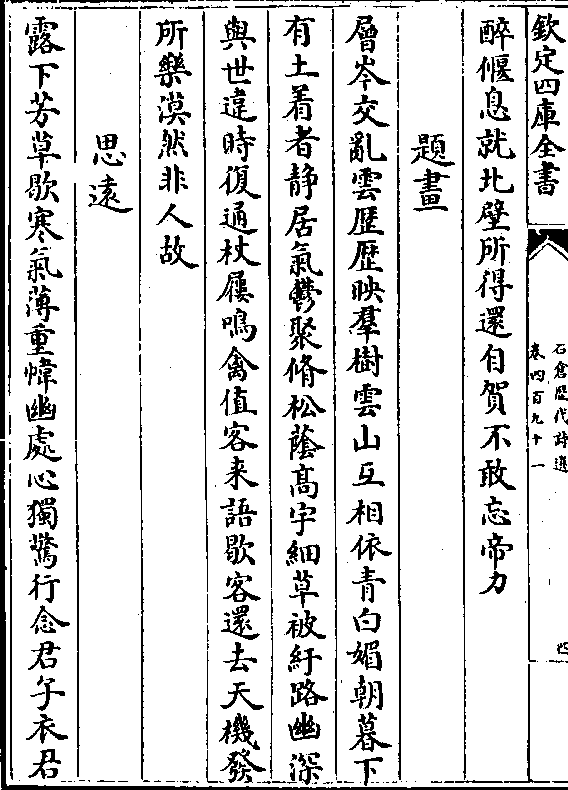 欽定四庫全書
石倉歷代詩選
卷四百九十一
四
醉偃息就北壁所得還自賀不敢忘帝力
題畫
層岑交亂雲歴歴映羣樹雲山互相依青白媚朝暮下
有土着者静居氣鬱聚脩松蔭髙宇細草被紆路幽深
與世違時復通杖屨鳴禽值客来語歇客還去天機發
所樂漠然非人故
思遠
露下芳草歇寒氣薄重幃幽處心獨驚行念君子衣君